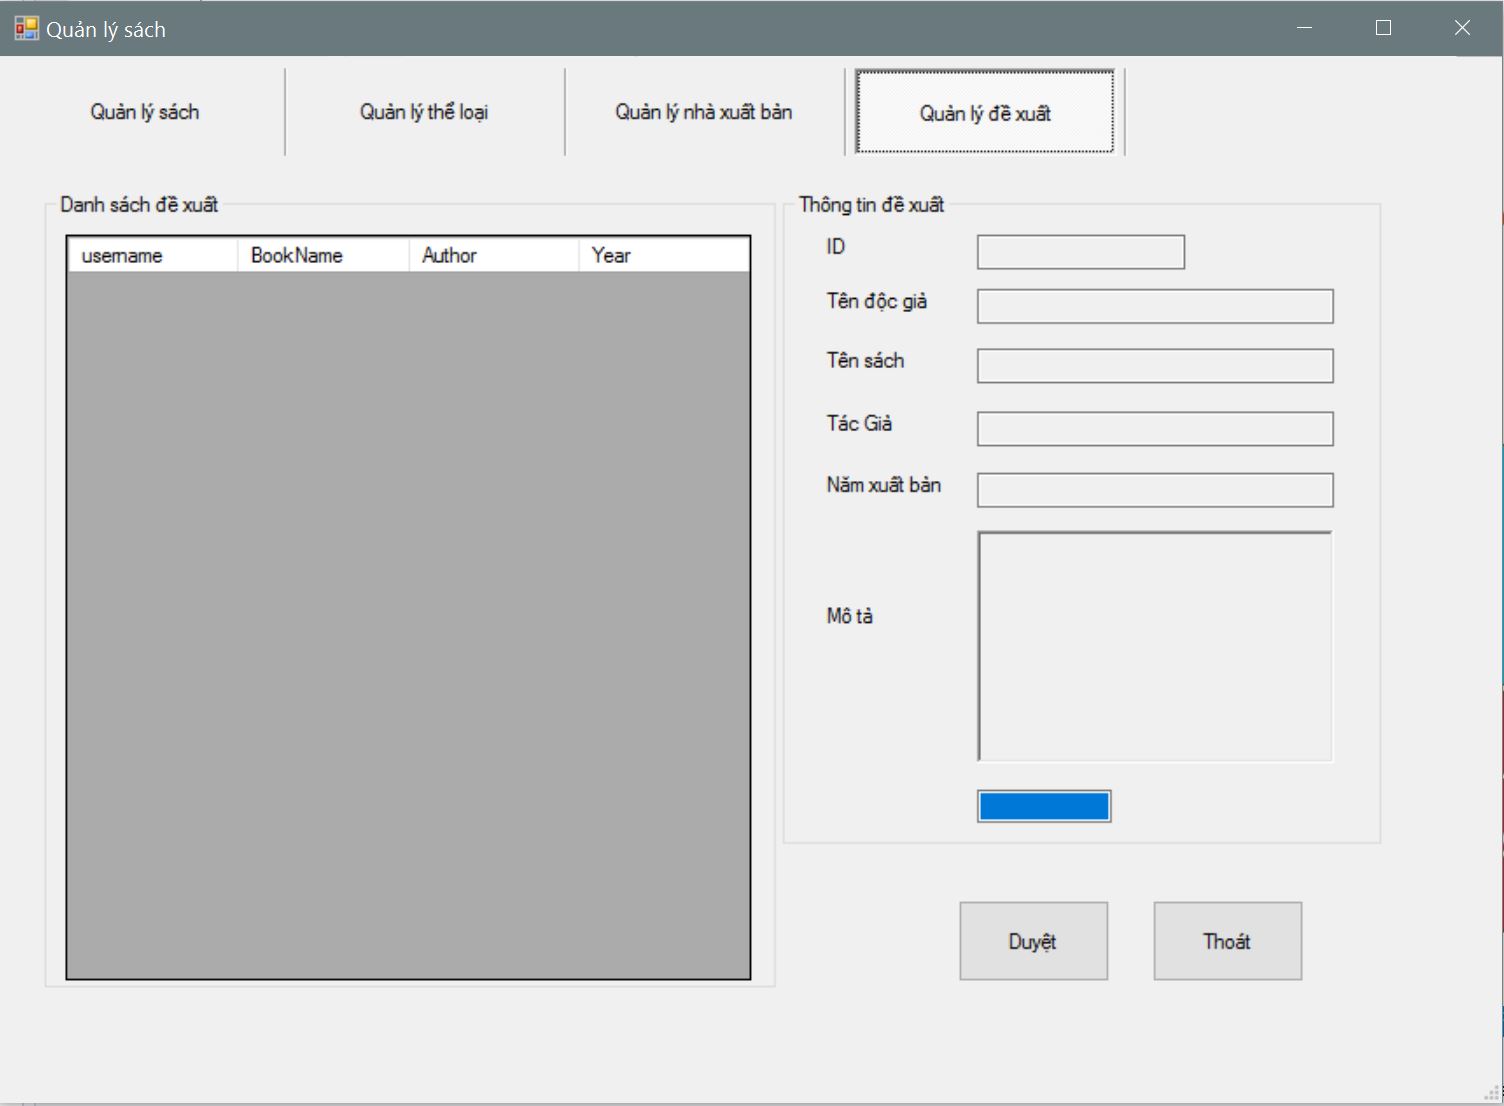 Quản lý sách
Quản lý sách
Quản lý thể loại
Quản lý nhà xuất bản
Quản lý đề xuất
Danh sách đề xuất
username BookName Author Year
Thông tin đề xuất
ID
Tên độc giả
Tên sách
Tác Giả
Năm xuất bản
Mô tả
Duyệt
Thoát